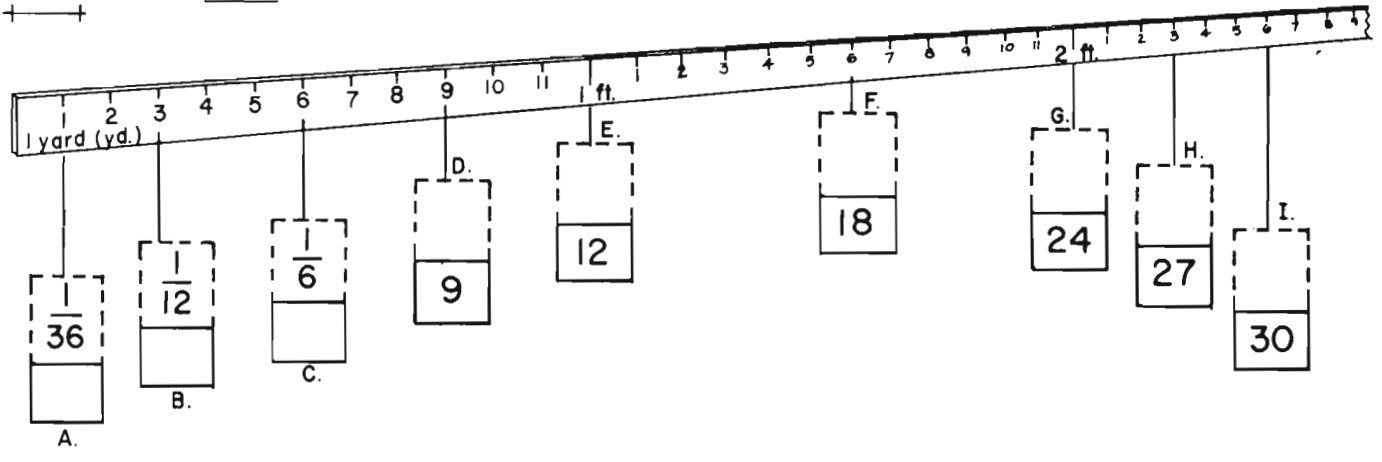 1 2 3 4 5 6 7 8 9 10 11 1 ft. 1 2 3 4 5 6 7 8 9 10 11 2 ft. 1 2 3 4 5 6 7 8 9
1 yard (yd.)
1/36
A.
1/12
B.
1/6
C.
D.
9
E.
12
F.
18
G.
24
H.
27
I.
30